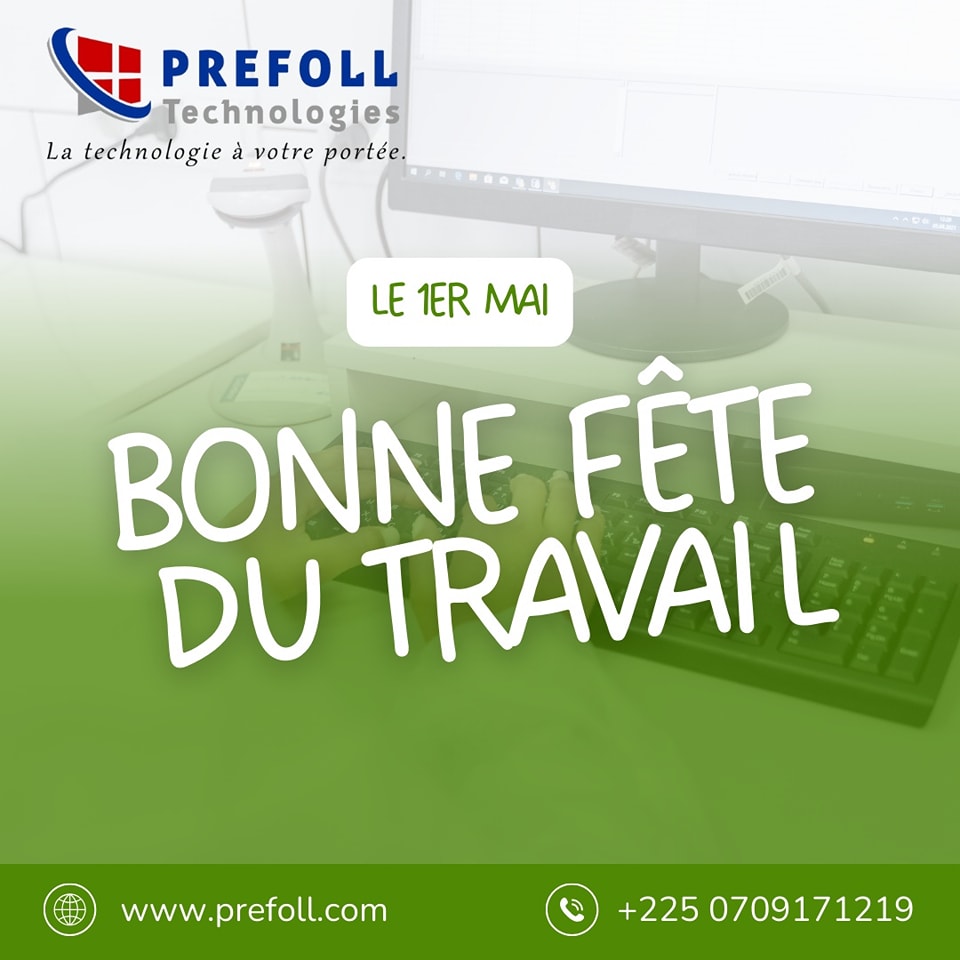 PREFOLL
Technologies
La technologie à votre portée.
LE 1ER MAI
BONNE FÊTE
DU TRAVAIL
www.prefoll.com
+225 0709171219